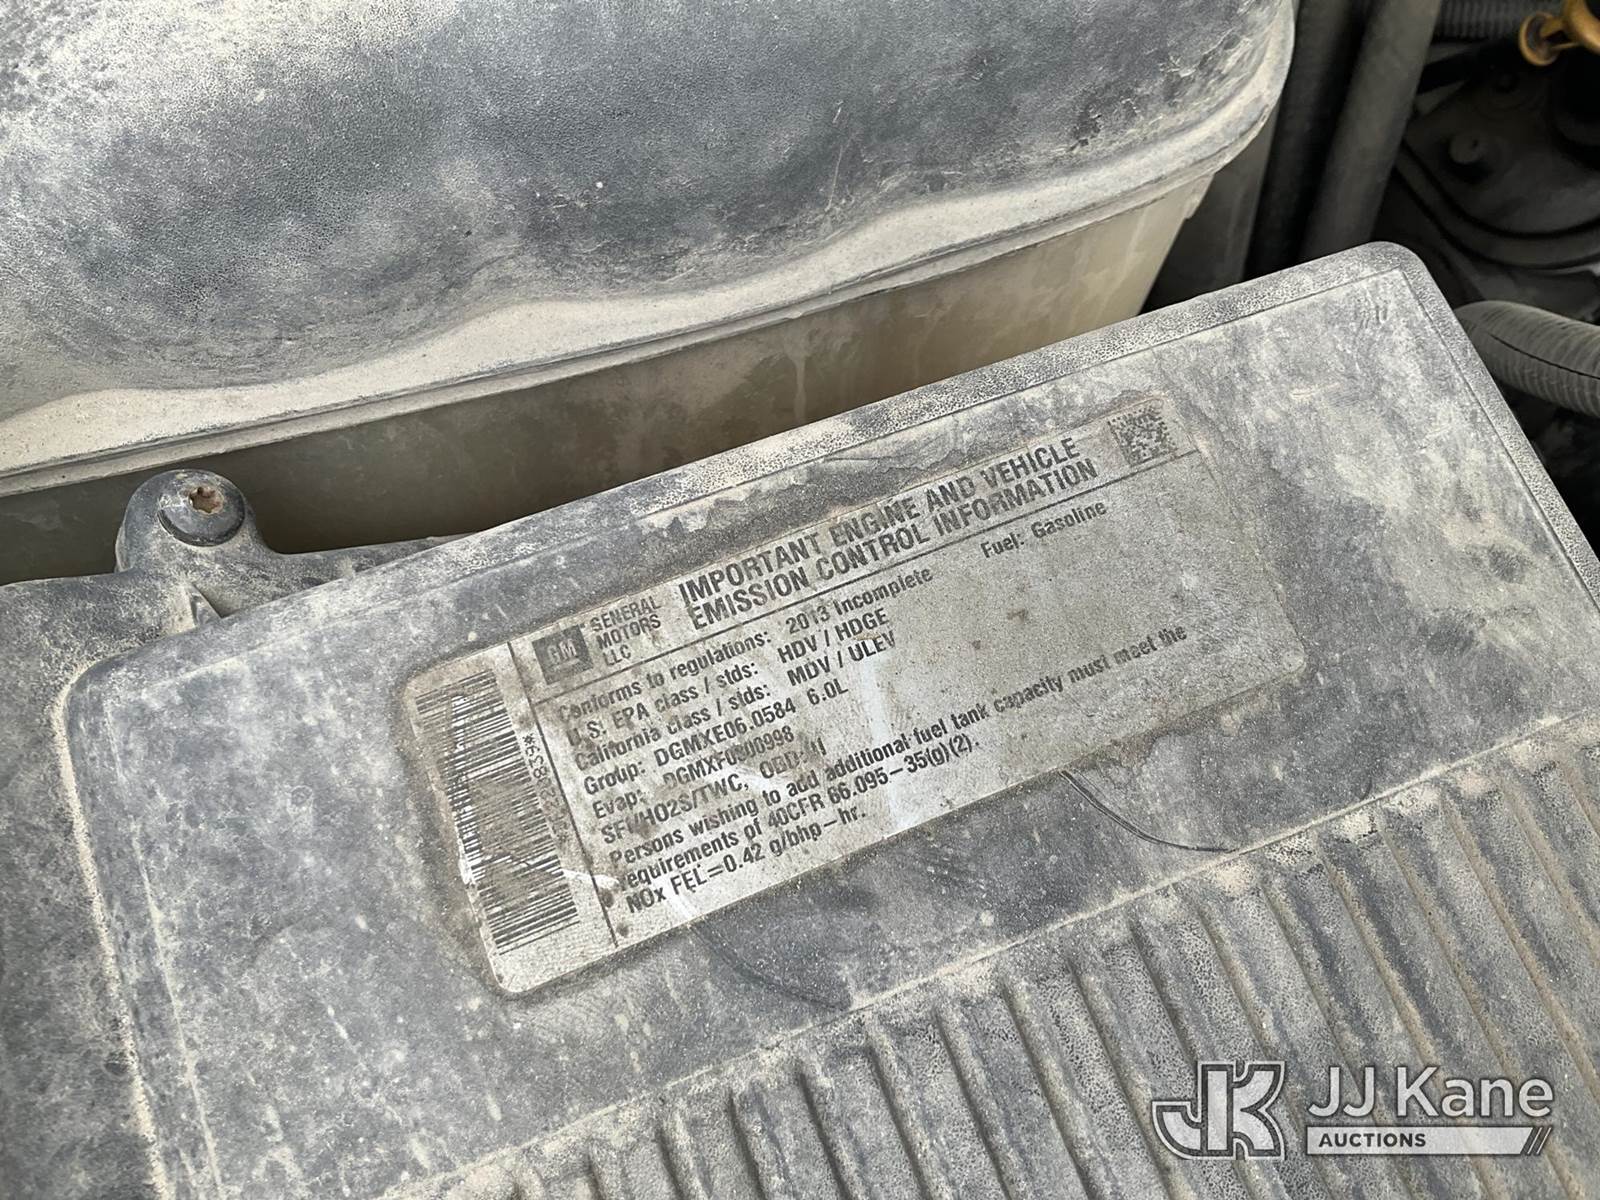 GM
GENERAL
MOTORS
LLC
IMPORTANT ENGINE AND VEHICLE
EMISSION CONTROL INFORMATION
Conforms to regulations: 2013 Incomplete Fuel: Gasoline
U.S. EPA class / stds: HDV / HDGE
California class / stds: MDV / ULEV
Group: DGMXE06.0584 6.0L
Evap: DGMXF0800998
SFI/HO2S/TWC, OBD: II
Persons wishing to add additional fuel tank capacity must meet the
requirements of 40CFR 86.095-35(g)(2).
NOx FEL=0.42 g/bhp-hr.
JK
JJ Kane
AUCTIONS